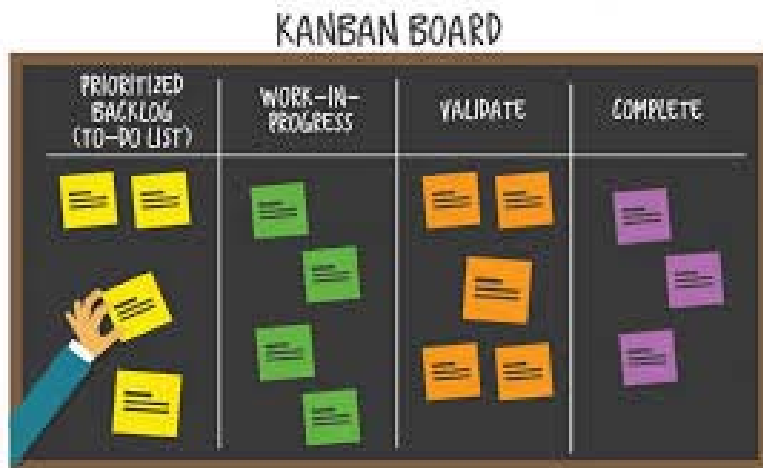 KANBAN BOARD
PRIORITIZED
BACKLOG
(TO-DO LIST)
WORK-IN-
PROGRESS
VALIDATE
COMPLETE